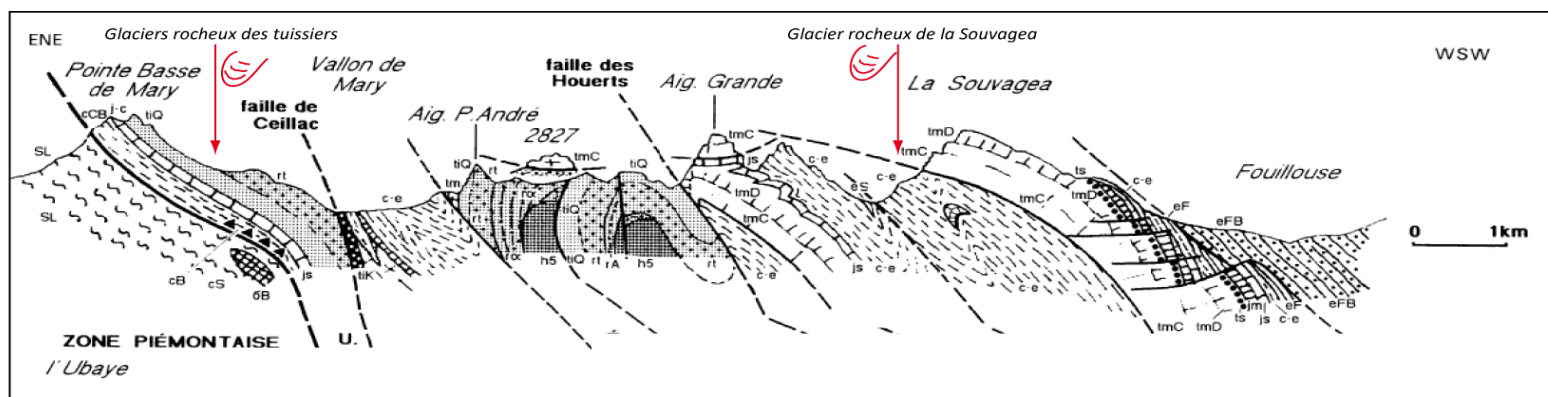 ENE
Glaciers rocheux des tuissiers
Glacier rocheux de la Souvagea
WSW
Pointe Basse
de Mary
Vallon de
Mary
faille de
Ceillac
Aig. P. André
2827
faille des
Houerts
Aig. Grande
La Souvagea
Fouillouse
0 1km
cCB j-c tiQ
SL
SL
rt
c-e
tiQ
tm
rt
tmC
tiQ
tmC
js
c-e
tmD
tmC
eS
c-e
tmC
tmD
ts
c-e
tmD
eF
eFB
tmC
rt
tiQ
cB cS ϭB js tiK
h5 tiQ rt rA h5 rt
c-e
js c-e
c-e
tmC tmD ts jm js c-e eF eFB
ZONE PIÉMONTAISE
U.
l'Ubaye